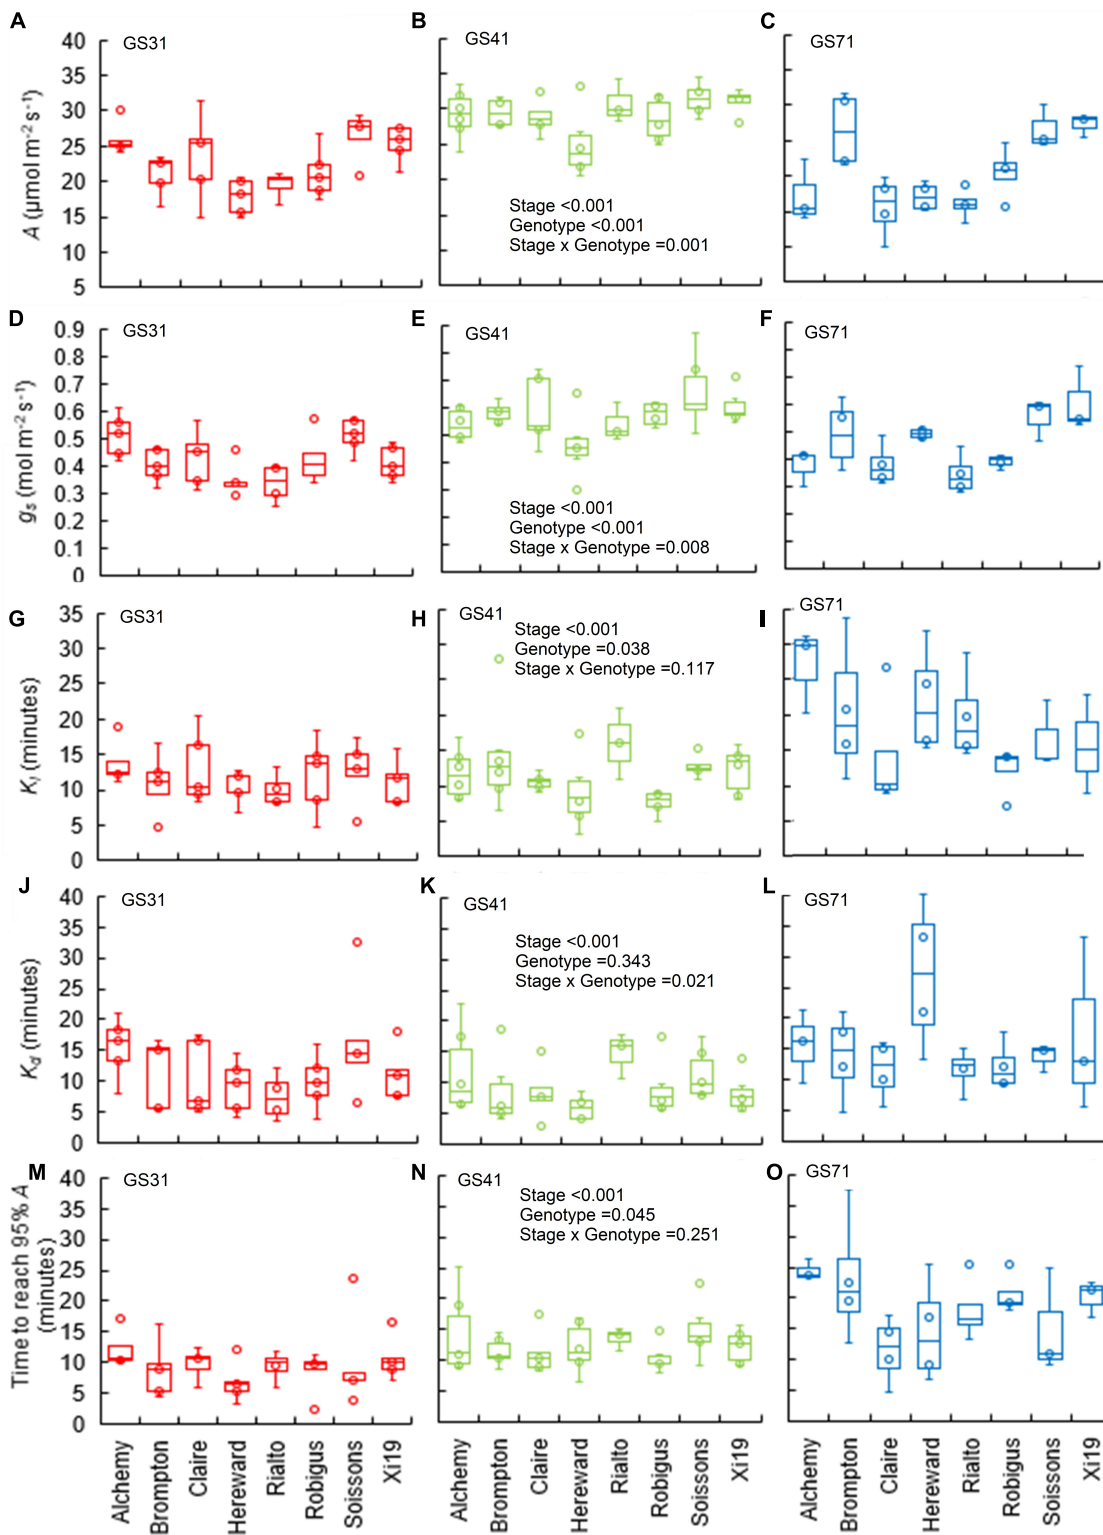 A
GS31
A (µmol m⁻² s⁻¹)
40
35
30
25
20
15
10
5
B
GS41
Stage <0.001
Genotype <0.001
Stage x Genotype =0.001
C
GS71
D
GS31
gs (mol m⁻² s⁻¹)
0.9
0.8
0.7
0.6
0.5
0.4
0.3
0.2
0.1
0
E
GS41
Stage <0.001
Genotype <0.001
Stage x Genotype =0.008
F
GS71
G
GS31
Ki (minutes)
35
30
25
20
15
10
5
0
H
GS41
Stage <0.001
Genotype =0.038
Stage x Genotype =0.117
I
GS71
J
GS31
Kd (minutes)
40
35
30
25
20
15
10
5
0
K
GS41
Stage <0.001
Genotype =0.343
Stage x Genotype =0.021
L
GS71
M
GS31
Time to reach 95% A
(minutes)
40
35
30
25
20
15
10
5
0
N
GS41
Stage <0.001
Genotype =0.045
Stage x Genotype =0.251
O
GS71
Alchemy
Brompton
Claire
Hereward
Rialto
Robigus
Soissons
Xi19
Alchemy
Brompton
Claire
Hereward
Rialto
Robigus
Soissons
Xi19
Alchemy
Brompton
Claire
Hereward
Rialto
Robigus
Soissons
Xi19